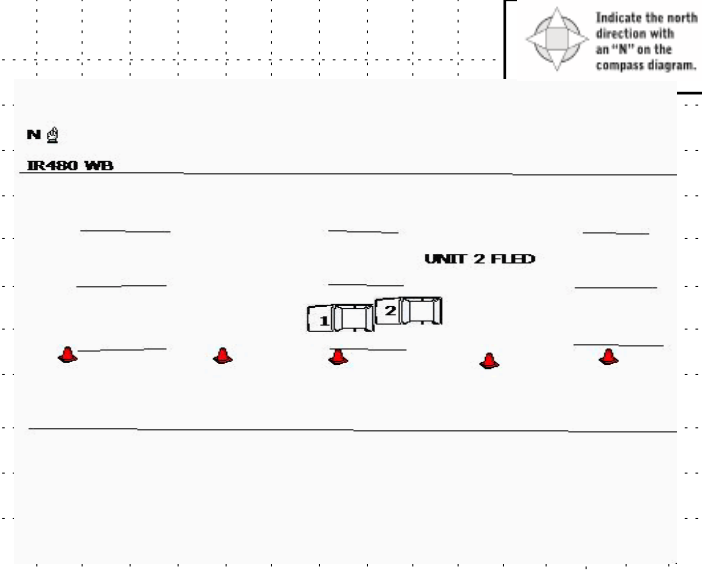 Indicate the north
direction with
an "N" on the
compass diagram.
N
IR480 WB
UNIT 2 FLED
1
2